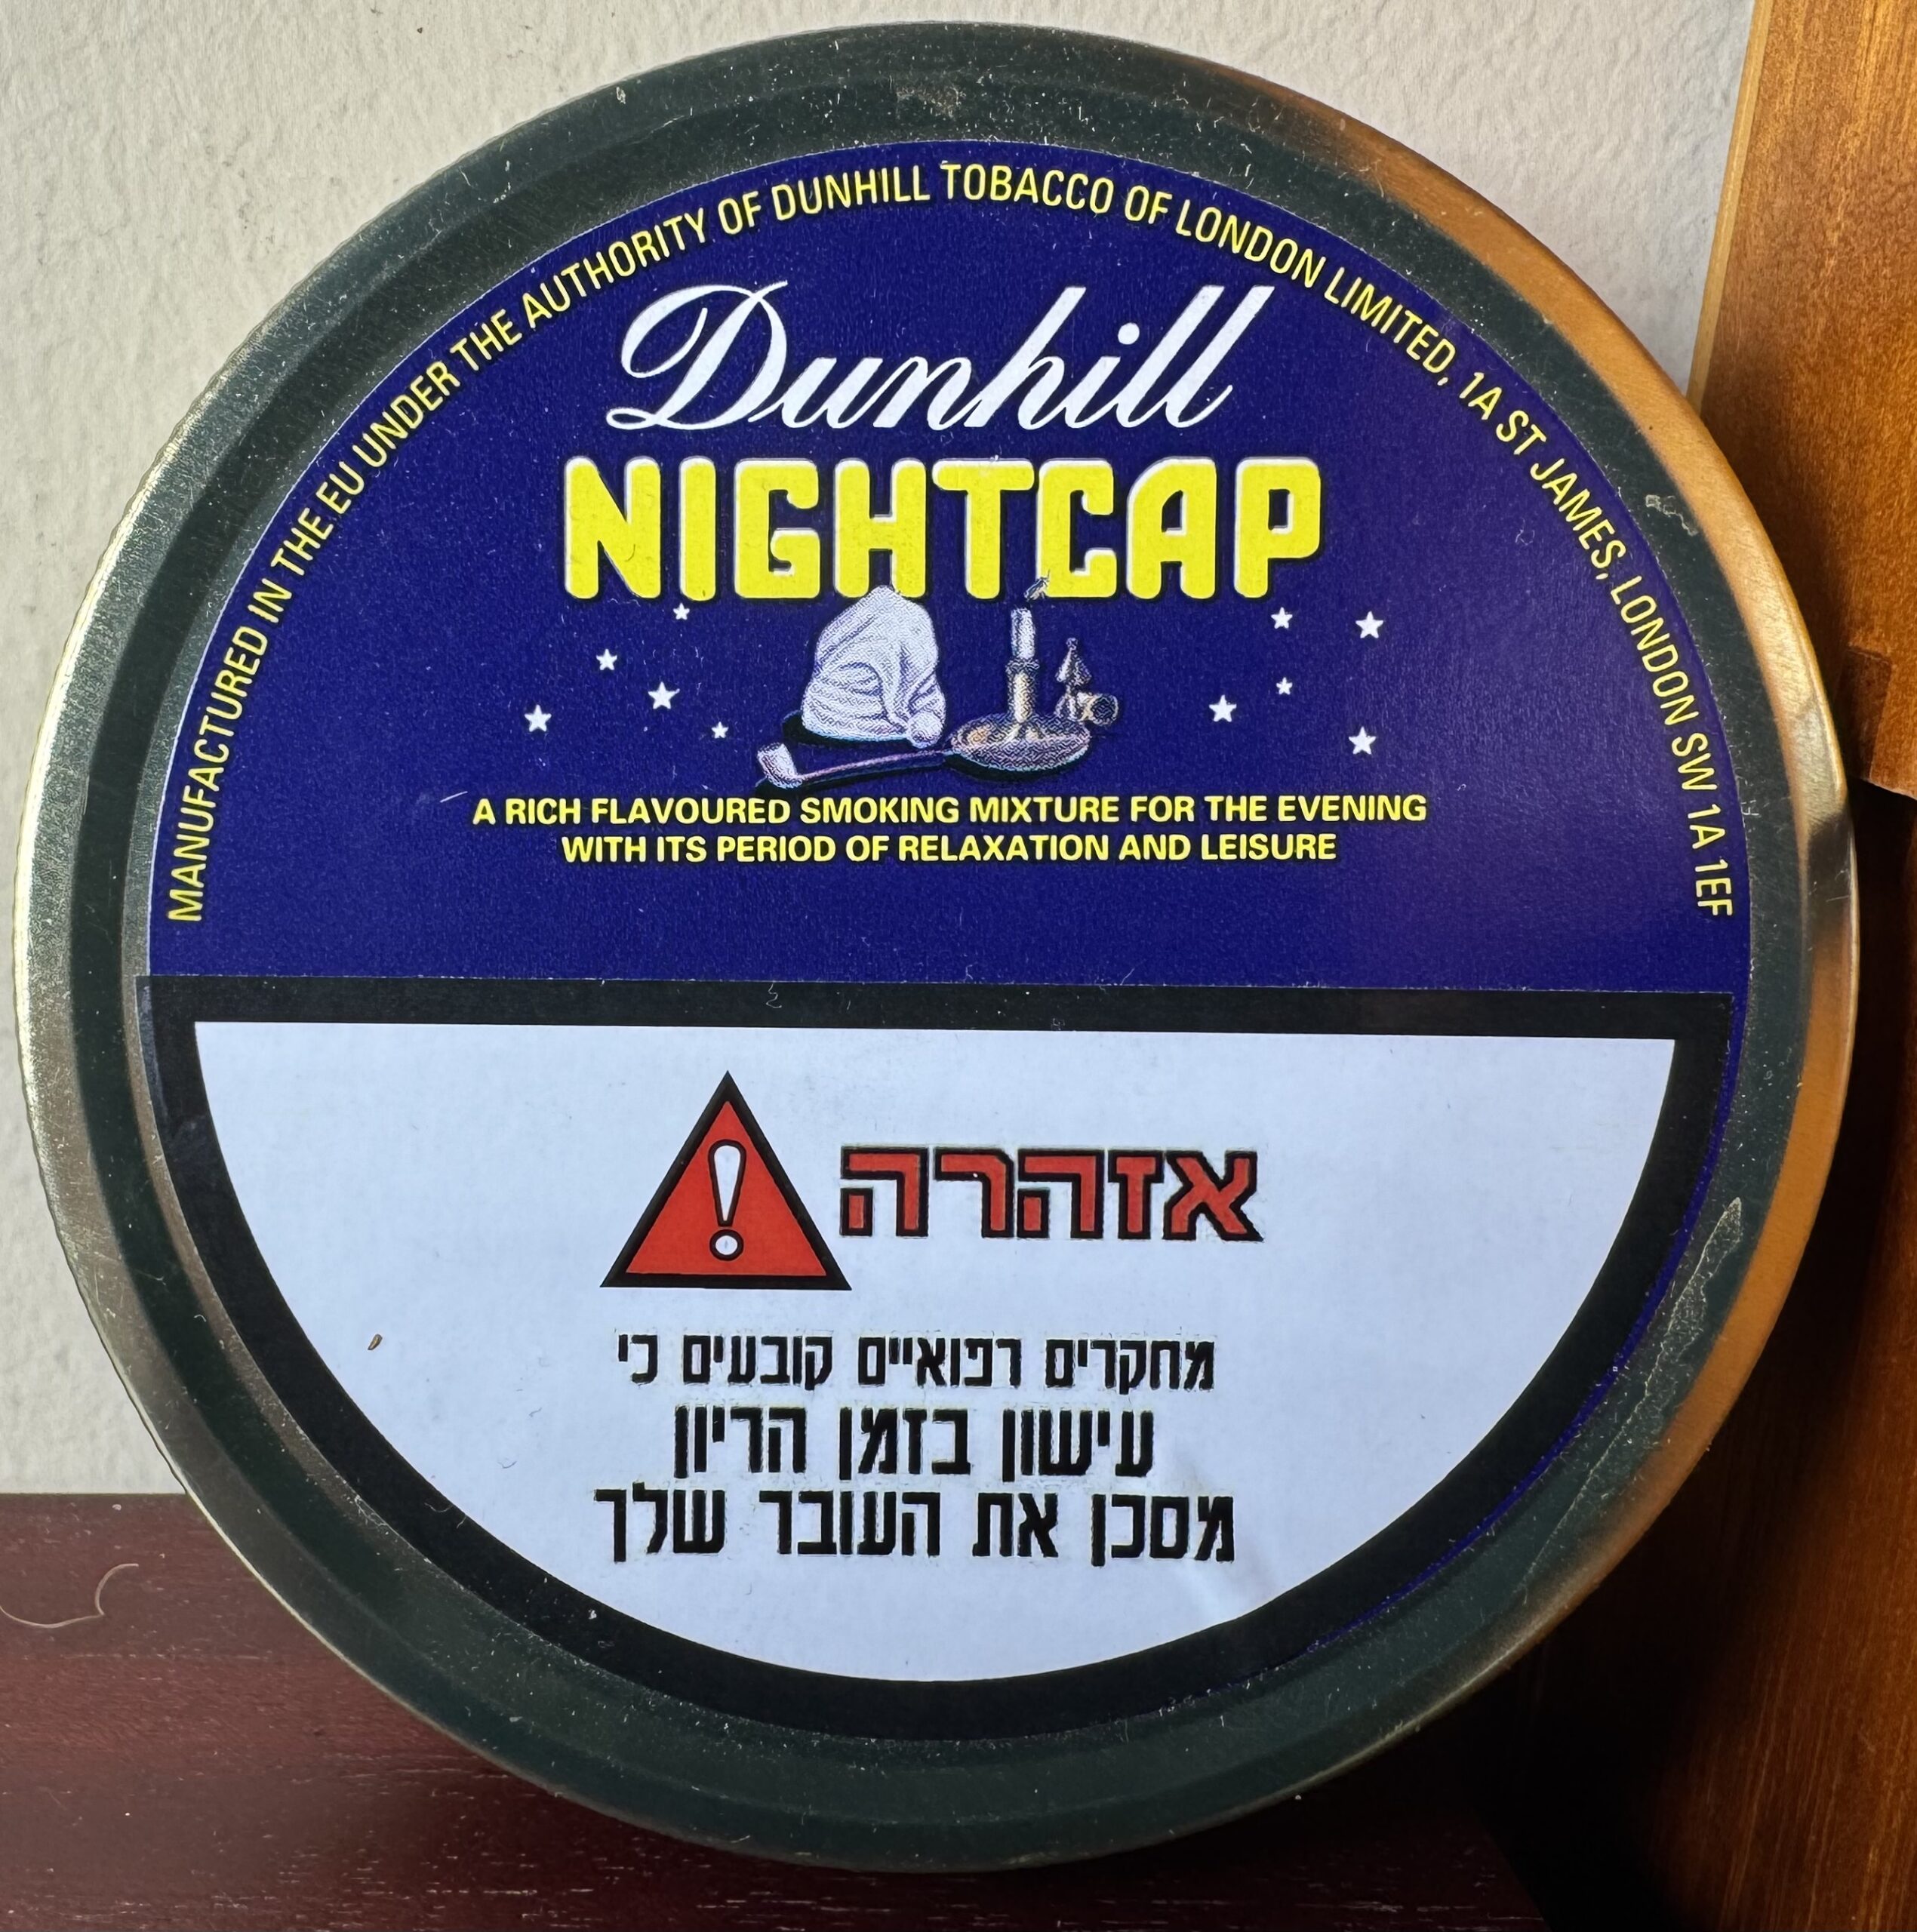 MANUFACTURED IN THE EU UNDER THE AUTHORITY OF DUNHILL TOBACCO OF LONDON LIMITED, 1A ST JAMES, LONDON SW 1A 1EF
Dunhill
NIGHTCAP
A RICH FLAVOURED SMOKING MIXTURE FOR THE EVENING
WITH ITS PERIOD OF RELAXATION AND LEISURE
אזהרה
מחקרים רפואיים קובעים כי
עישון בזמן הריון
מסכן את העובר שלך